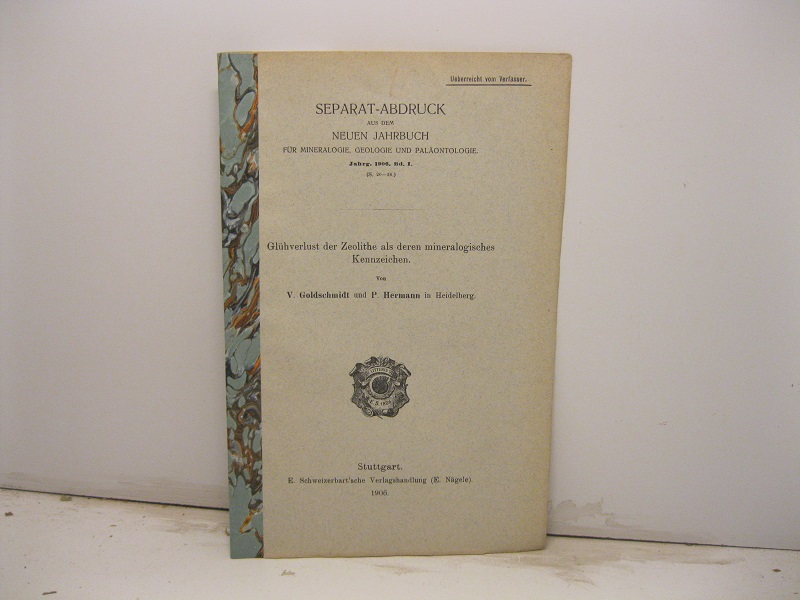 Ueberreicht vom Verfasser.
SEPARAT-ABDRUCK
AUS DEM
NEUEN JAHRBUCH
FÜR MINERALOGIE, GEOLOGIE UND PALÄONTOLOGIE.
Jahrg. 1906. Bd. I.
Glühverlust der Zeolithe als deren mineralogisches
Kennzeichen.
Von
V. Goldschmidt und P. Hermann in Heidelberg.
Stuttgart.
E. Schweizerbart'sche Verlagshandlung (E. Nägele).
1906.